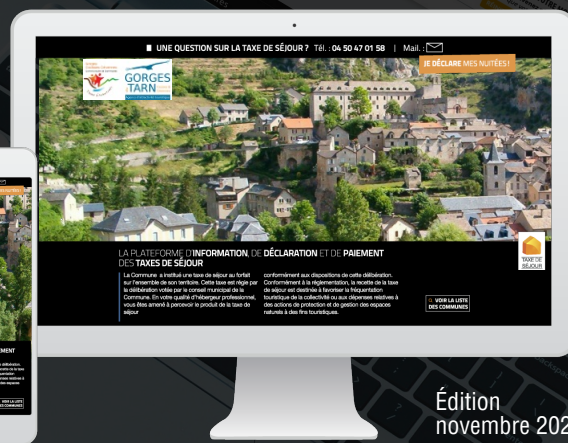 UNE QUESTION SUR LA TAXE DE SÉJOUR ? Tél. : 04 50 47 01 58 | Mail. :
JE DÉCLARE MES NUITÉES !
GORGES
TARN
LA PLATEFORME D'INFORMATION, DE DÉCLARATION ET DE PAIEMENT
DES TAXES DE SÉJOUR
La Commune a institué une taxe de séjour au forfait
sur l'ensemble de son territoire. Cette taxe est régie par
la délibération votée par le conseil municipal de la
Commune. En votre qualité d'hébergeur professionnel,
vous êtes amené à percevoir le produit de la taxe de
séjour
conformément aux dispositions de cette délibération.
Conformément à la réglementation, la recette de la taxe
de séjour est destinée à favoriser la fréquentation
touristique de la collectivité ou aux dépenses relatives à
des actions de protection et de gestion des espaces
naturels à des fins touristiques.
TAXE DE
SÉJOUR
VOIR LA LISTE
DES COMMUNES
Édition
novembre 202